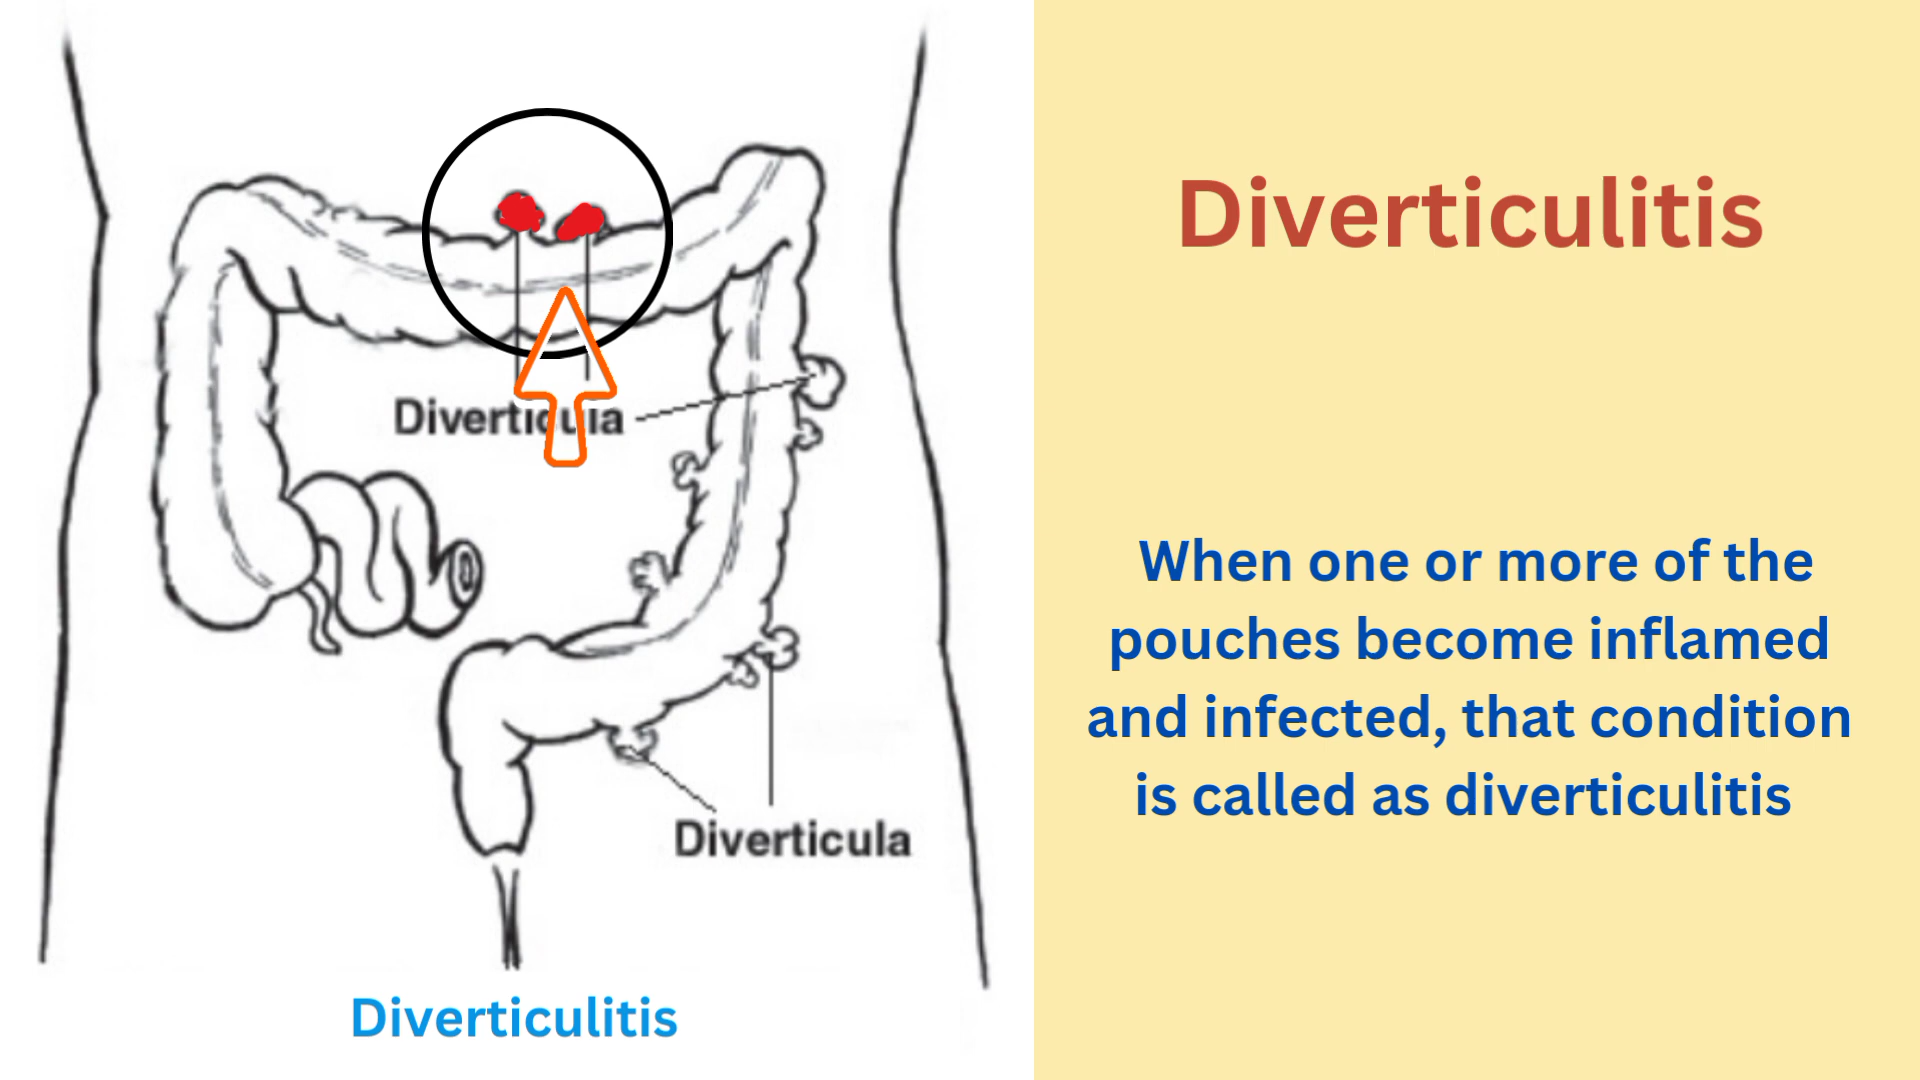 Diverticula
Diverticula
Diverticulitis
Diverticulitis
When one or more of the
pouches become inflamed
and infected, that condition
is called as diverticulitis